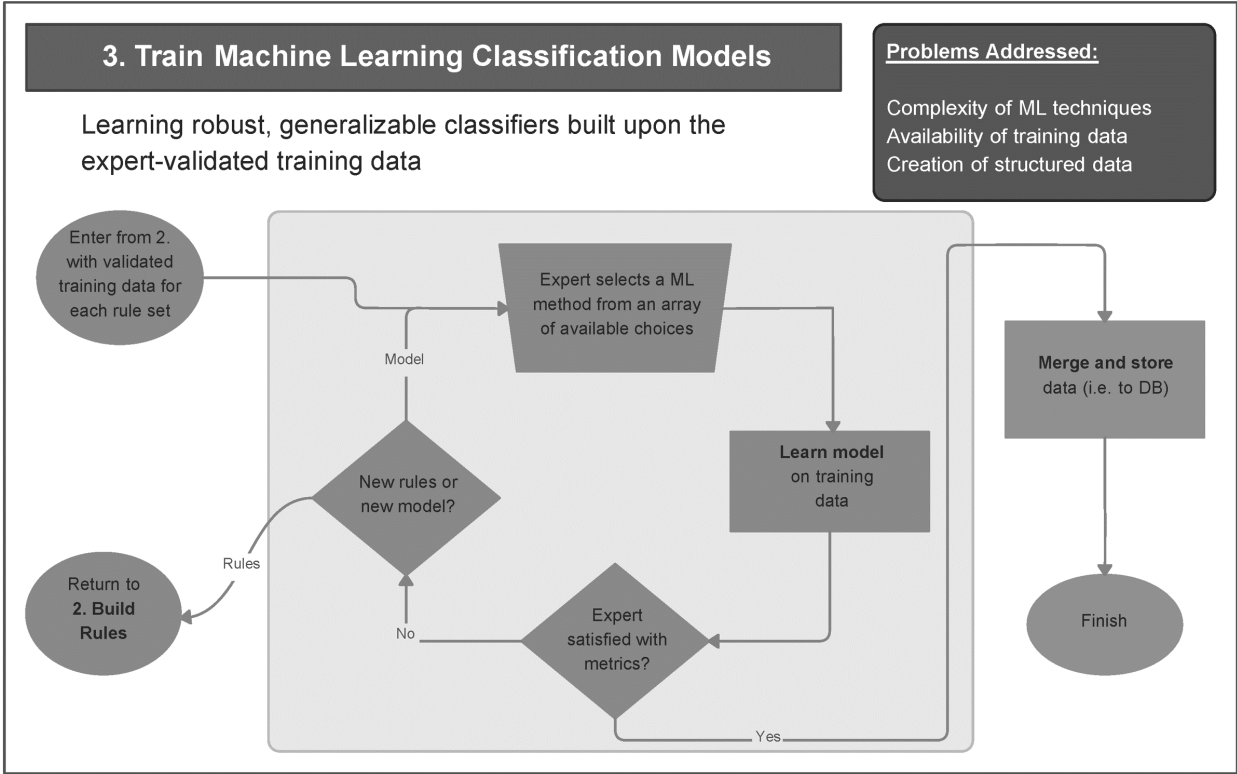 3. Train Machine Learning Classification Models
Problems Addressed:
Complexity of ML techniques
Availability of training data
Creation of structured data
Learning robust, generalizable classifiers built upon the
expert-validated training data
Enter from 2.
with validated
training data for
each rule set
Expert selects a ML
method from an array
of available choices
Merge and store
data (i.e. to DB)
Model
Learn model
on training
data
New rules or
new model?
Rules
Return to
2. Build
Rules
No
Expert
satisfied with
metrics?
Yes
Finish